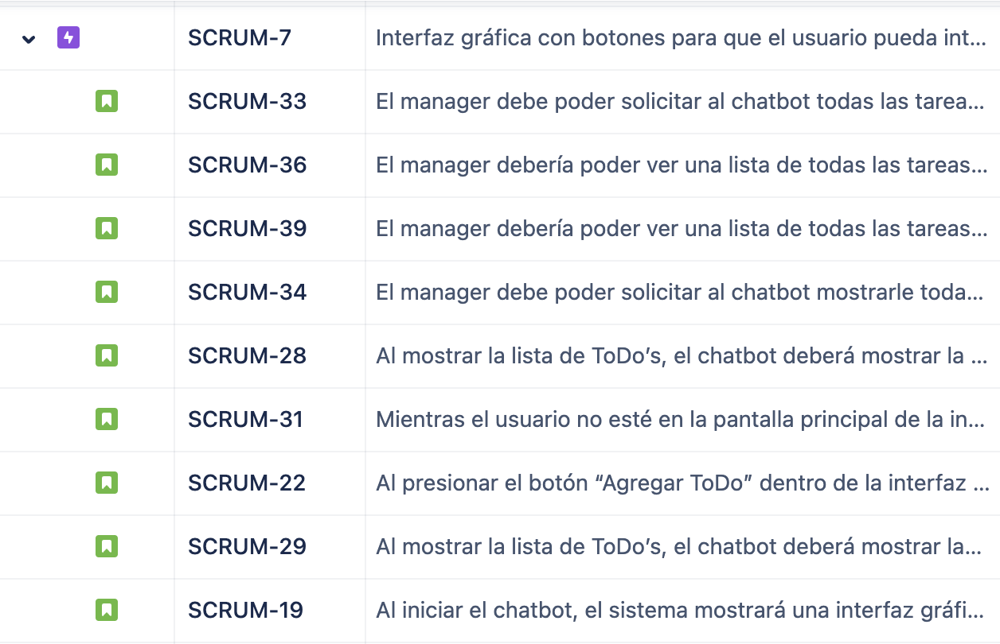 SCRUM-7 Interfaz gráfica con botones para que el usuario pueda int...
SCRUM-33 El manager debe poder solicitar al chatbot todas las tarea...
SCRUM-36 El manager debería poder ver una lista de todas las tareas...
SCRUM-39 El manager debería poder ver una lista de todas las tareas...
SCRUM-34 El manager debe poder solicitar al chatbot mostrarle toda...
SCRUM-28 Al mostrar la lista de ToDo’s, el chatbot deberá mostrar la ...
SCRUM-31 Mientras el usuario no esté en la pantalla principal de la in...
SCRUM-22 Al presionar el botón “Agregar ToDo” dentro de la interfaz ...
SCRUM-29 Al mostrar la lista de ToDo’s, el chatbot deberá mostrar la...
SCRUM-19 Al iniciar el chatbot, el sistema mostrará una interfaz gráfi...